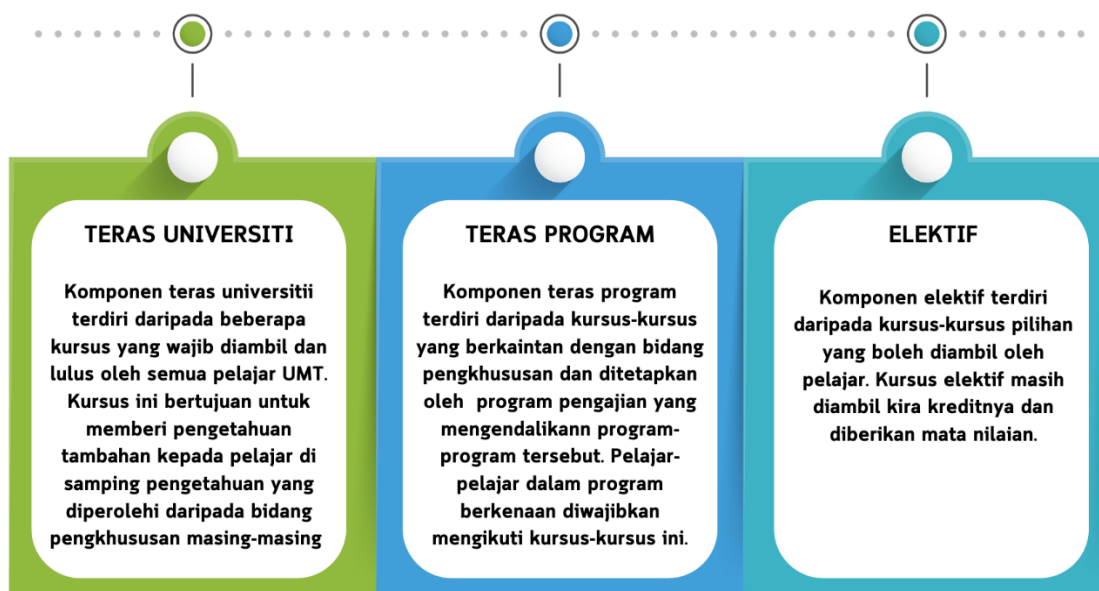 TERAS UNIVERSITI
Komponen teras universitii
terdiri daripada beberapa
kursus yang wajib diambil dan
lulus oleh semua pelajar UMT.
Kursus ini bertujuan untuk
memberi pengetahuan
tambahan kepada pelajar di
samping pengetahuan yang
diperolehi daripada bidang
pengkhususan masing-masing
TERAS PROGRAM
Komponen teras program
terdiri daripada kursus-kursus
yang berkaintan dengan bidang
pengkhususan dan ditetapkan
oleh program pengajian yang
mengendalikann program-
program tersebut. Pelajar-
pelajar dalam program
berkenaan diwajibkan
mengikuti kursus-kursus ini.
ELEKTIF
Komponen elektif terdiri
daripada kursus-kursus pilihan
yang boleh diambil oleh
pelajar. Kursus elektif masih
diambil kira kreditnya dan
diberikan mata nilaian.